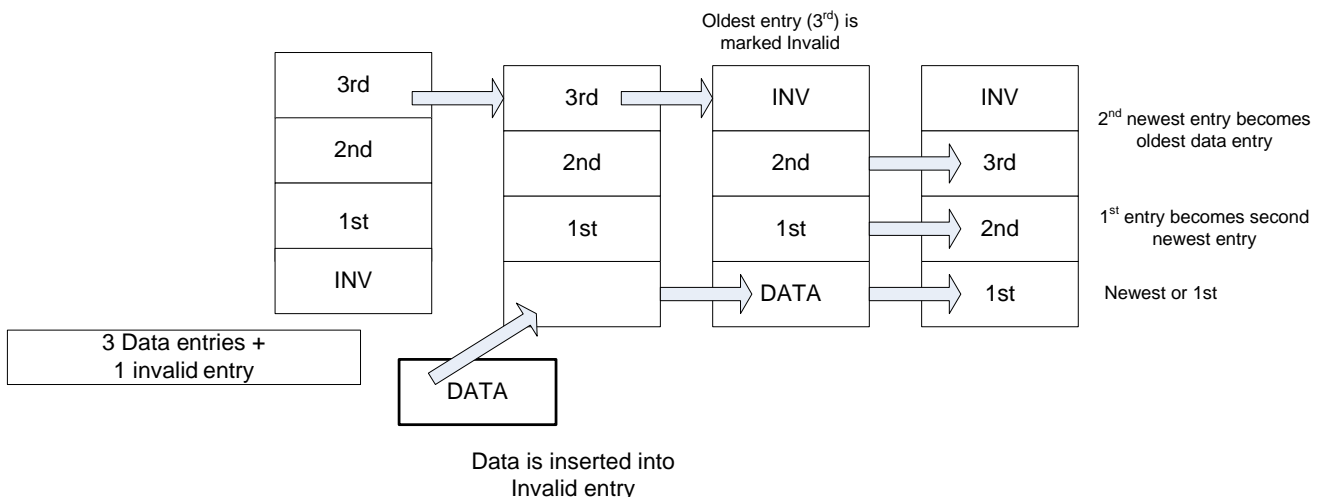 Oldest entry (3rd) is
marked Invalid
3rd
2nd
1st
INV
3rd
2nd
1st
INV
2nd
1st
DATA
INV
3rd
2nd
1st
2nd newest entry becomes
oldest data entry
1st entry becomes second
newest entry
Newest or 1st
3 Data entries +
1 invalid entry
DATA
Data is inserted into
Invalid entry